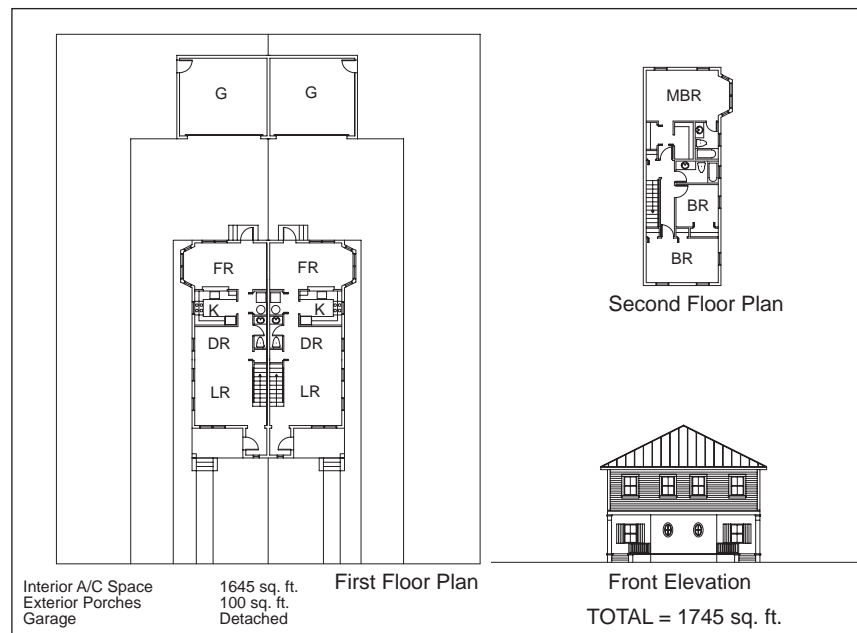 G G
MBR
BR
BR
Second Floor Plan
FR FR
K K
DR DR
LR LR
Interior A/C Space 1645 sq. ft.
Exterior Porches 100 sq. ft.
Garage Detached
First Floor Plan
Front Elevation
TOTAL = 1745 sq. ft.